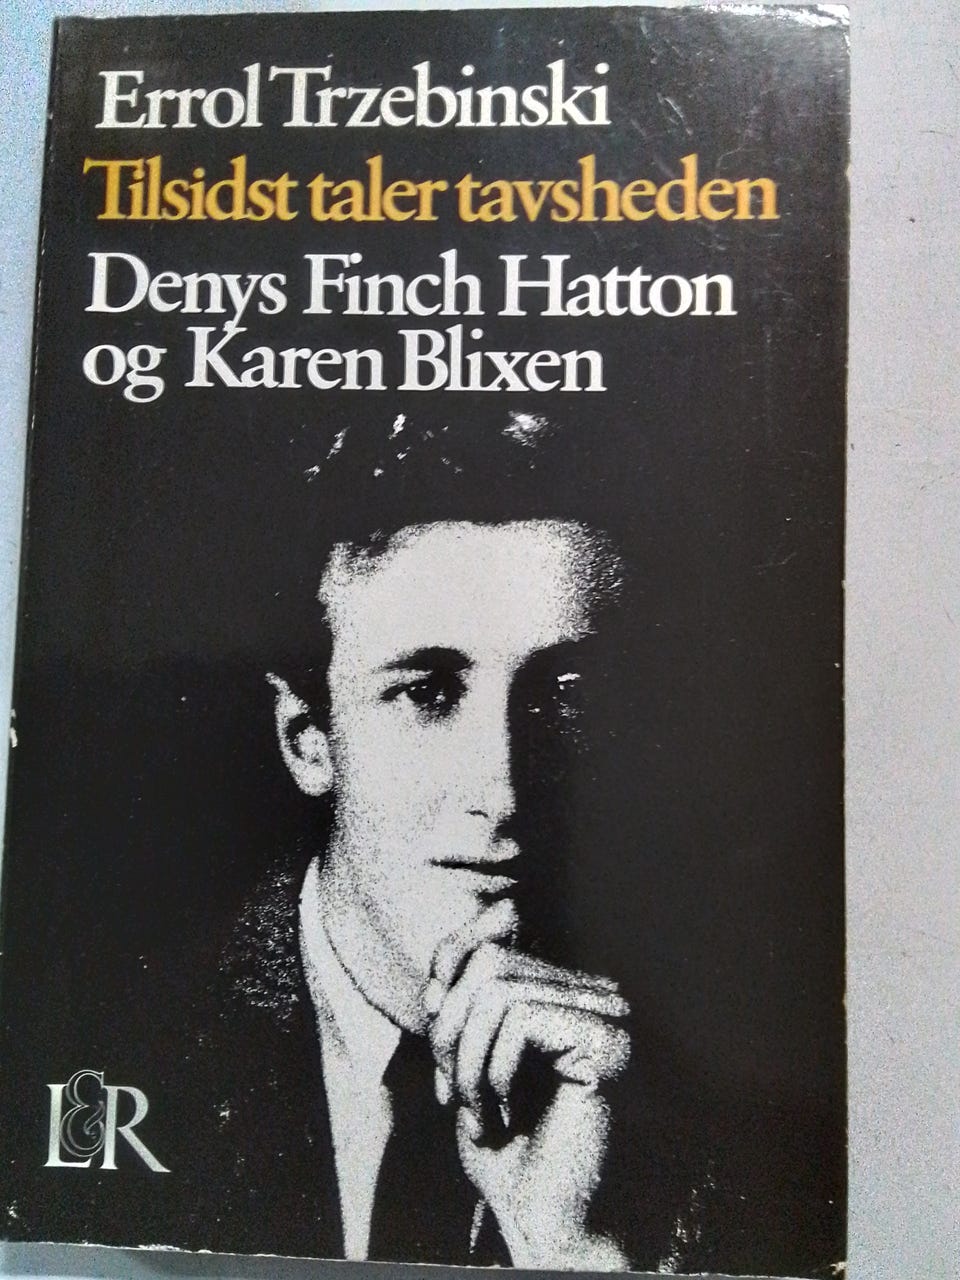 Errol Trzebinski
Tilsidst taler tavsheden
Denys Finch Hatton
og Karen Blixen
L&R